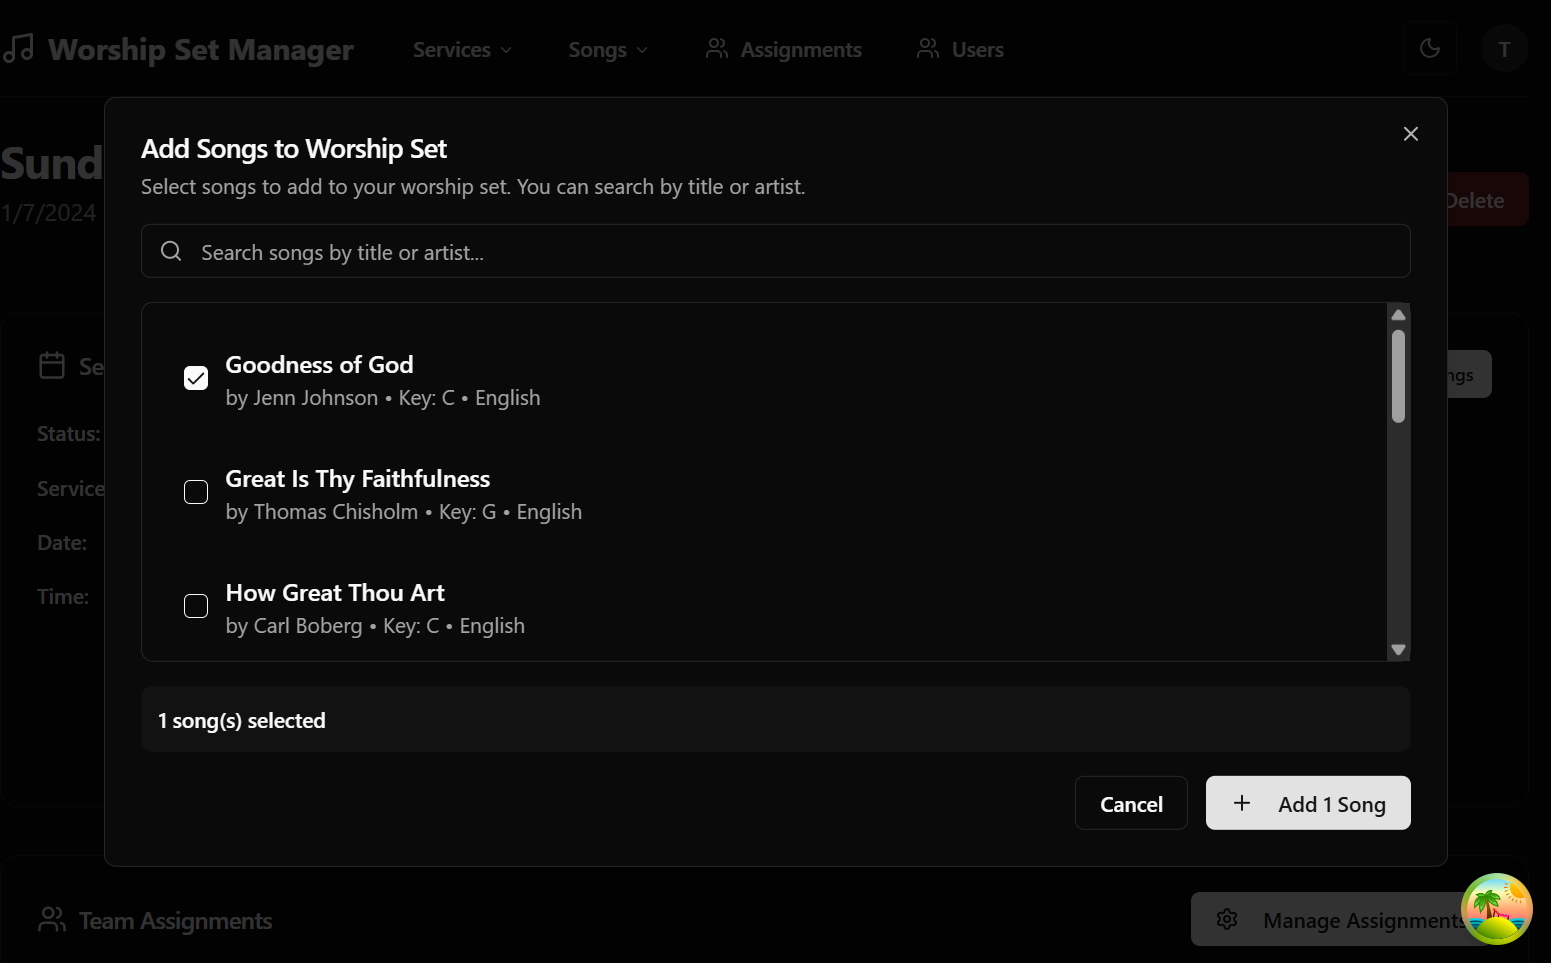 Worship Set Manager
Services
Songs
Assignments
Users
T
Sund
1/7/2024
Delete
Add Songs to Worship Set
Select songs to add to your worship set. You can search by title or artist.
Search songs by title or artist...
Goodness of God
by Jenn Johnson • Key: C • English
Great Is Thy Faithfulness
by Thomas Chisholm • Key: G • English
How Great Thou Art
by Carl Boberg • Key: C • English
1 song(s) selected
Cancel
Add 1 Song
Se
ngs
Status:
Service
Date:
Time:
Team Assignments
Manage Assignments